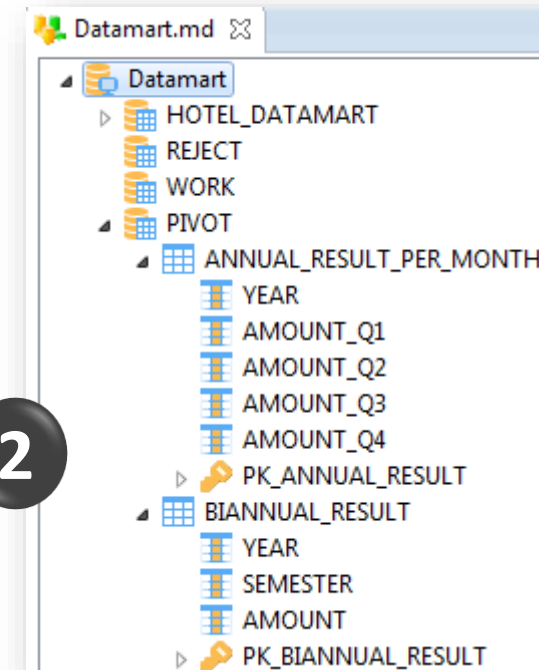 Datamart.md
Datamart
HOTEL_DATAMART
REJECT
WORK
PIVOT
ANNUAL_RESULT_PER_MONTH
YEAR
AMOUNT_Q1
AMOUNT_Q2
AMOUNT_Q3
AMOUNT_Q4
2
PK_ANNUAL_RESULT
BIANNUAL_RESULT
YEAR
SEMESTER
AMOUNT
PK_BIANNUAL_RESULT